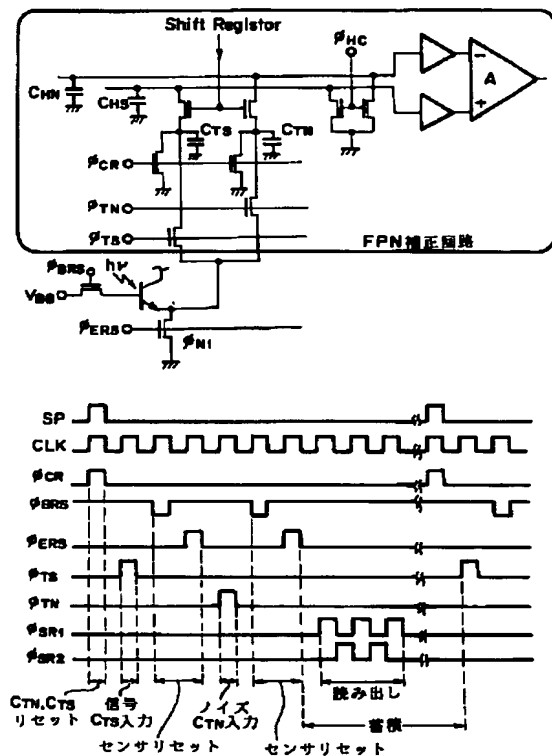 Shift Registor
φHC
CHN
CHS
A
CTS
CTN
φCR
φTN
φTS
FPN補正回路
φBRS
hν
VBB
φERS
φN1
SP
CLK
φCR
φBRS
φERS
φTS
φTN
φSR1
φSR2
CTN,CTS
リセット
信号
CTS入力
ノイズ
CTN入力
読み出し
センサリセット
センサリセット
蓄積